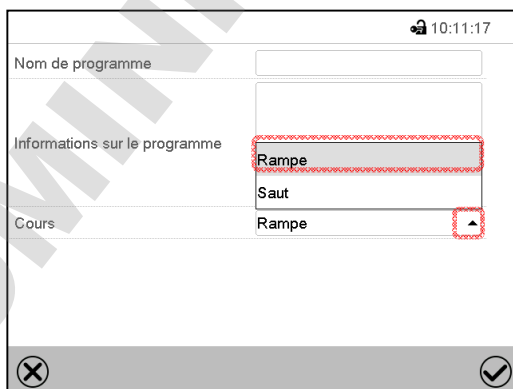 10:11:17
Nom de programme
Informations sur le programme
Rampe
Saut
Cours
Rampe